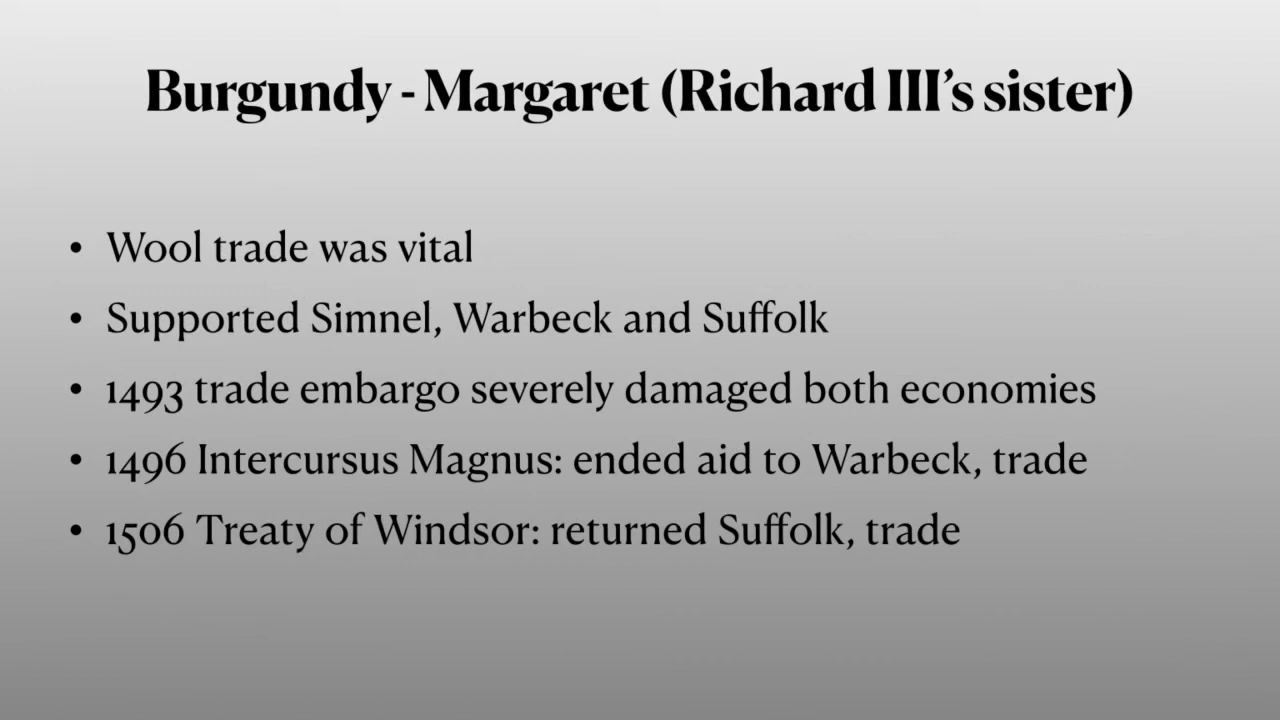 Burgundy - Margaret (Richard III's sister)
• Wool trade was vital
• Supported Simnel, Warbeck and Suffolk
• 1493 trade embargo severely damaged both economies
• 1496 Intercursus Magnus: ended aid to Warbeck, trade
• 1506 Treaty of Windsor: returned Suffolk, trade